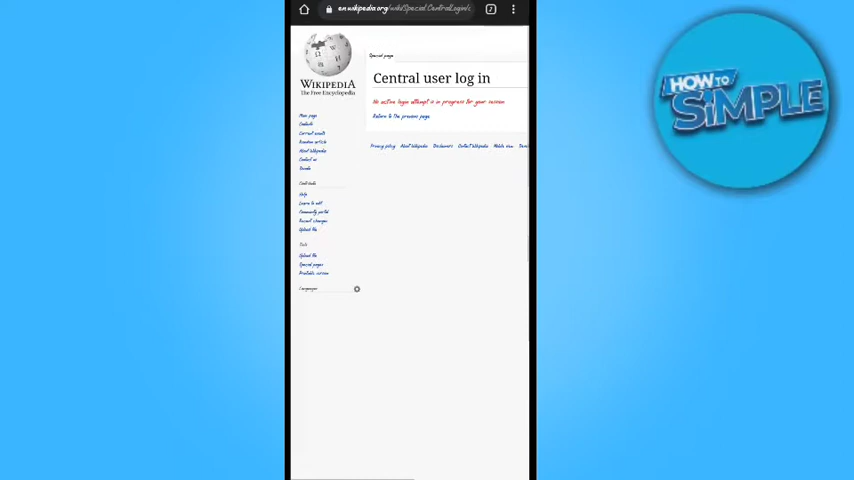 en.wikipedia.org/wiki/Special:CentralLogin/c
HOW TO
SiMPLE
WIKIPEDIA
The Free Encyclopedia
Special page
Central user log in
No active login attempt is in progress for your session
Return to the previous page.
Main page
Contents
Current events
Random article
About Wikipedia
Contact us
Donate
Contribute
Help
Learn to edit
Community portal
Recent changes
Upload file
Tools
Upload file
Special pages
Printable version
Languages
Privacy policy
About Wikipedia
Disclaimers
Contact Wikipedia
Mobile view